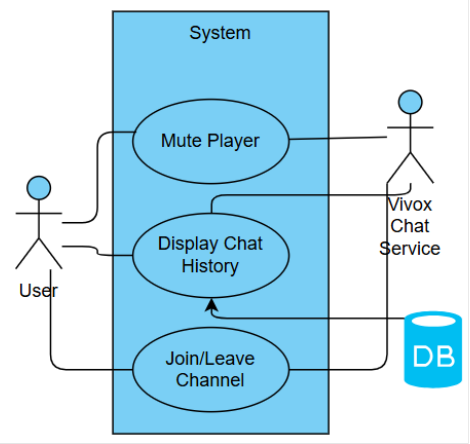 System
Mute Player
Vivox
Chat
Service
Display Chat
History
User
Join/Leave
Channel
DB